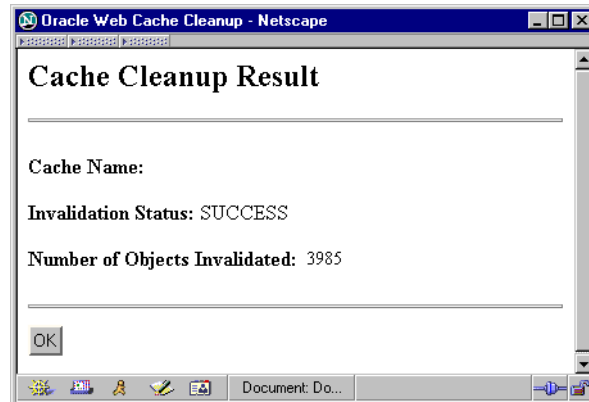 Oracle Web Cache Cleanup - Netscape
Cache Cleanup Result
Cache Name:
Invalidation Status: SUCCESS
Number of Objects Invalidated: 3985
OK
Document: Do...